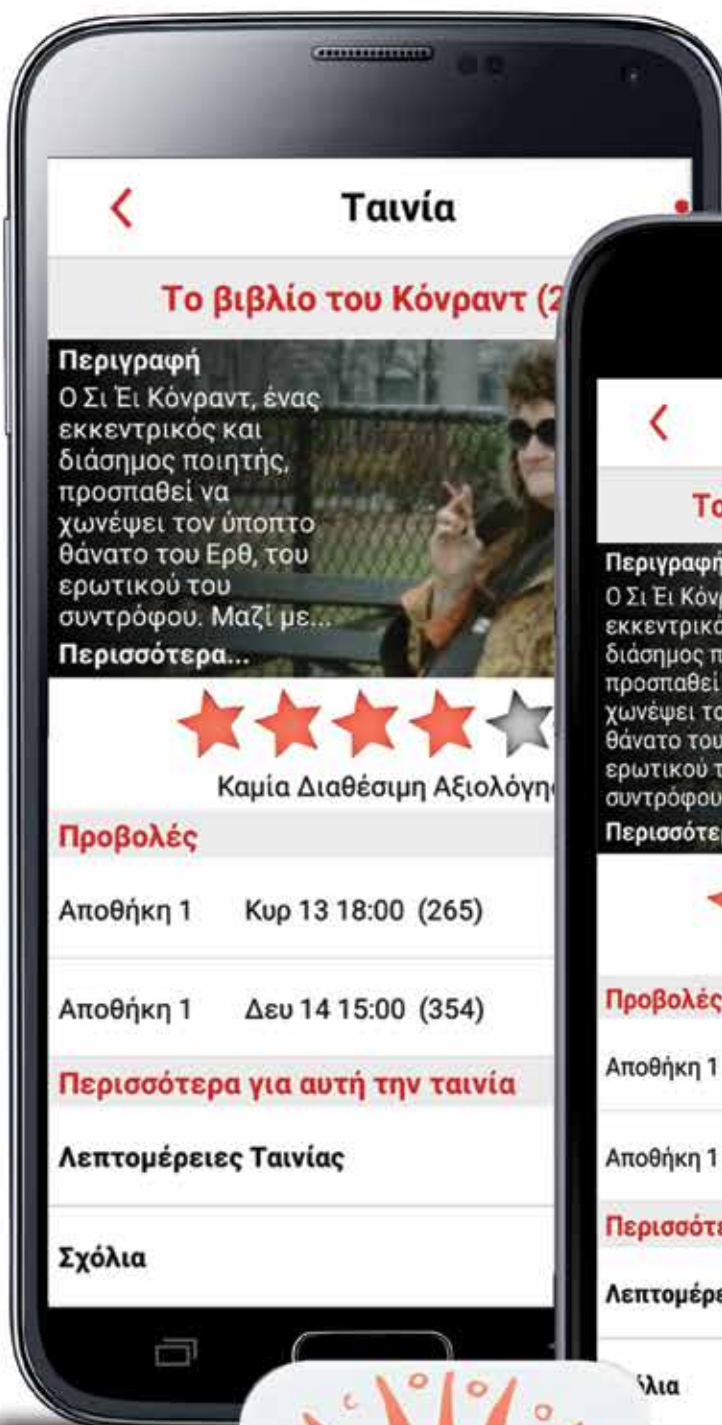 Ταινία
Το βιβλίο του Κόνραντ (2
Περιγραφή
Ο Σι Έι Κόνραντ, ένας
εκκεντρικός και
διάσημος ποιητής,
προσπαθεί να
χωνέψει τον ύποπτο
θάνατο του Ερθ, του
ερωτικού του
συντρόφου. Μαζί με...
Περισσότερα...
Καμία Διαθέσιμη Αξιολόγησ
Προβολές
Αποθήκη 1 Κυρ 13 18:00 (265)
Αποθήκη 1 Δευ 14 15:00 (354)
Περισσότερα για αυτή την ταινία
Λεπτομέρειες Ταινίας
Σχόλια
Το
Περιγραφή
Ο Σι Έι Κόν
εκκεντρικό
διάσημος π
προσπαθεί
χωνέψει το
θάνατο του
ερωτικού τ
συντρόφου
Περισσότε
Προβολές
Αποθήκη 1
Αποθήκη 1
Περισσότε
Λεπτομέρε
όλια